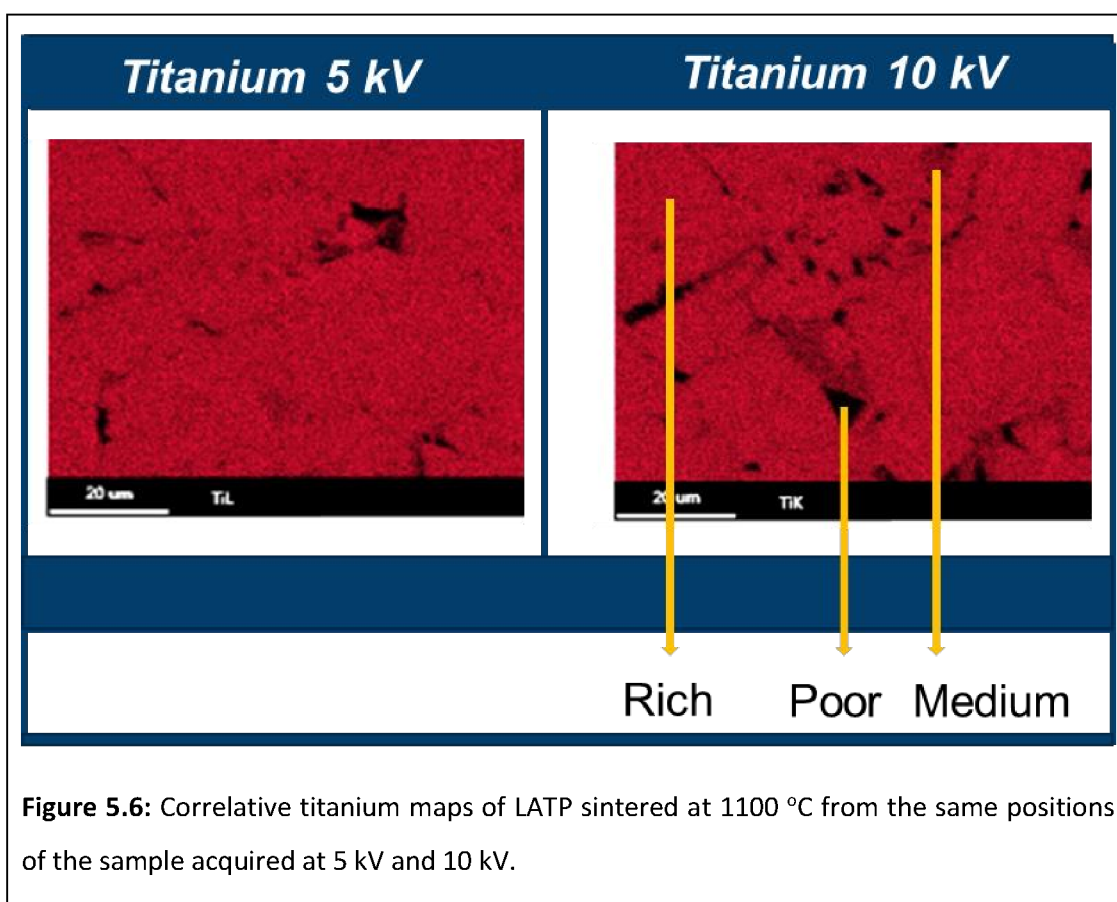 Titanium 5 kV
Titanium 10 kV
20 um
TiL
20 um
TiK
Rich
Poor
Medium
Figure 5.6: Correlative titanium maps of LATP sintered at 1100 °C from the same positions
of the sample acquired at 5 kV and 10 kV.